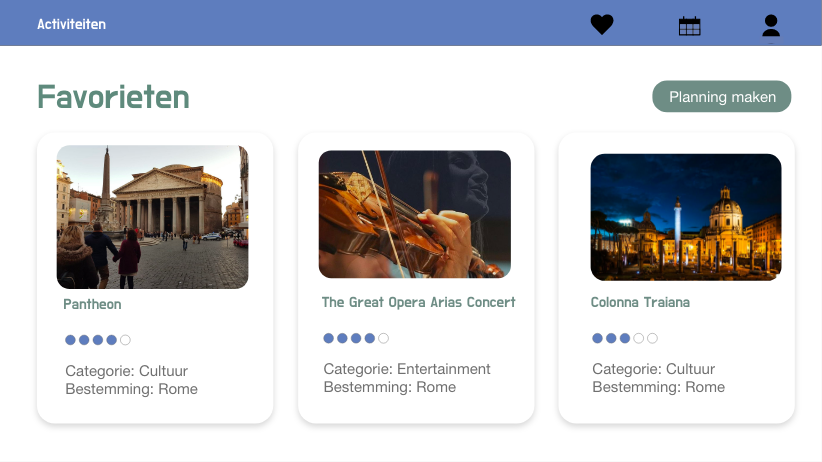 Activiteiten
Favorieten
Planning maken
Pantheon
Categorie: Cultuur
Bestemming: Rome
The Great Opera Arias Concert
Categorie: Entertainment
Bestemming: Rome
Colonna Traiana
Categorie: Cultuur
Bestemming: Rome